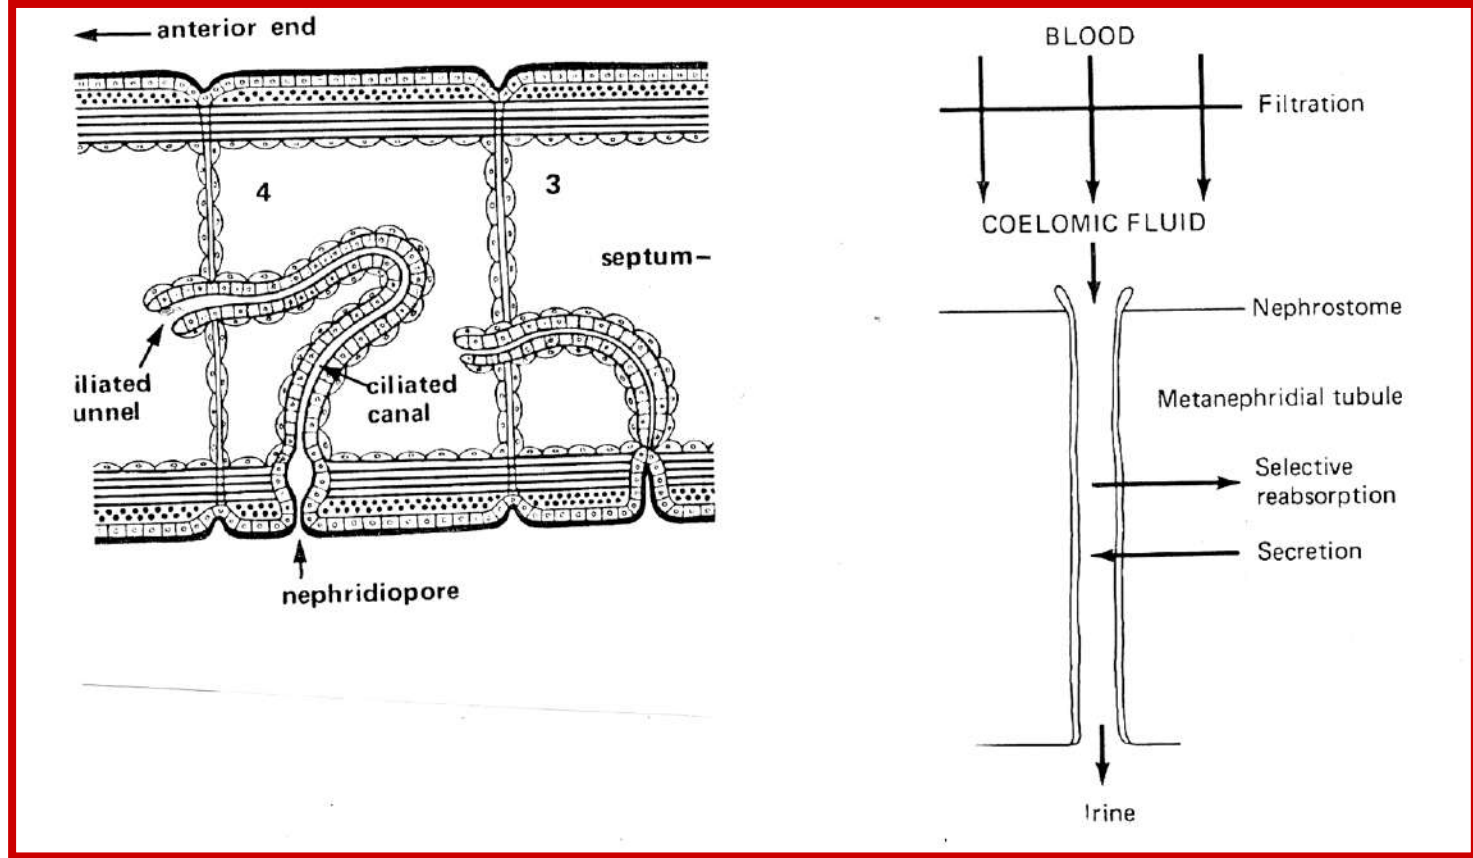 anterior end
4
3
septum
iliated
unnel
ciliated
canal
nephridiopore
BLOOD
Filtration
COELOMIC FLUID
Nephrostome
Metanephridial tubule
Selective
reabsorption
Secretion
Irine